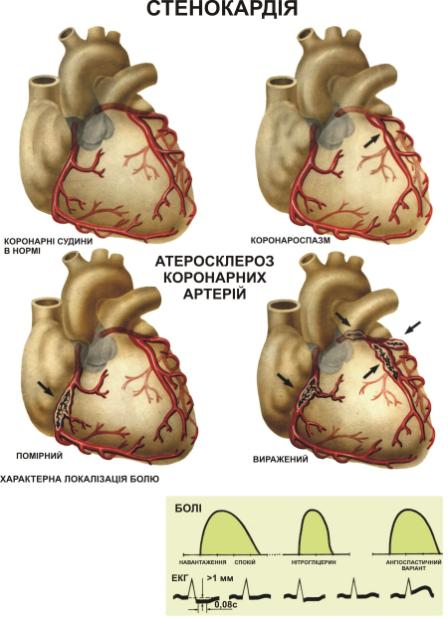 СТЕНОКАРДІЯ
КОРОНАРНІ СУДИНИ
В НОРМІ
КОРОНАРОСПАЗМ
АТЕРОСКЛЕРОЗ
КОРОНАРНИХ
АРТЕРІЙ
ПОМІРНИЙ
ВИРАЖЕНИЙ
ХАРАКТЕРНА ЛОКАЛІЗАЦІЯ БОЛЮ
БОЛІ
НАВАНТАЖЕННЯ СПОКІЙ НІТРОГЛІЦЕРИН АНГІОСПАСТИЧНИЙ
ВАРІАНТ
ЕКГ >1 мм
0,08с